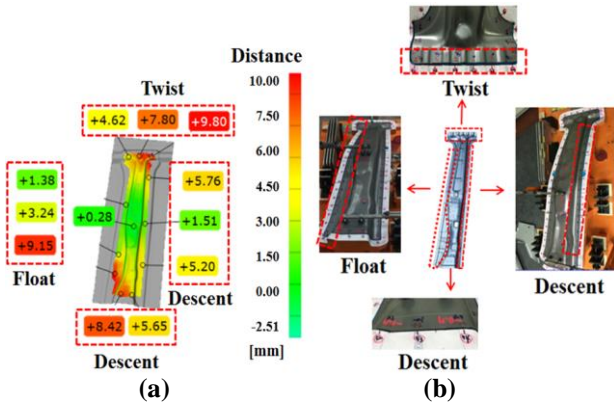 Twist
+4.62 +7.80 +9.80
+1.38
+3.24
+9.15
Float
+0.28
+5.76
+1.51
+5.20
Descent
+8.42 +5.65
Descent
(a)
Distance
10.00
7.50
6.00
4.50
3.00
1.50
0.00
-2.51
[mm]
Twist
Float
Descent
Descent
(b)